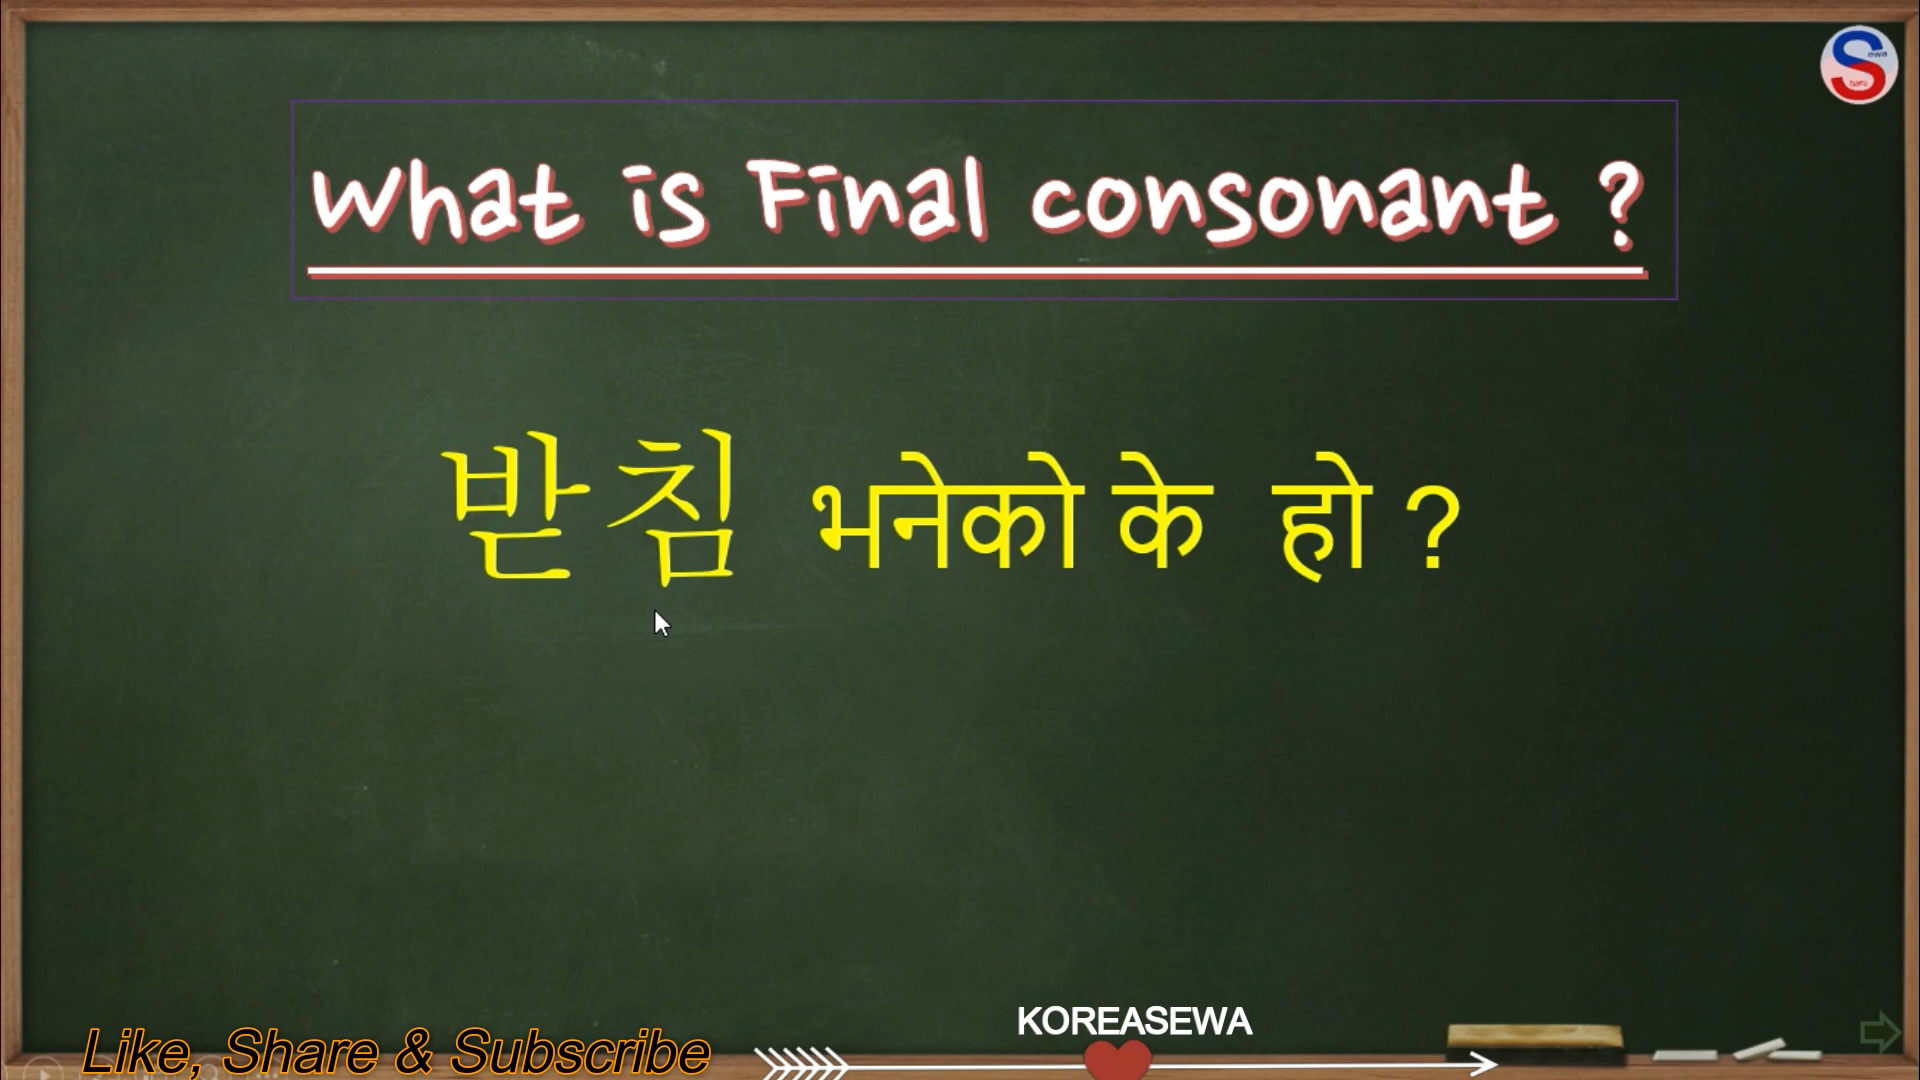 What is Final consonant ?
받침 भनेको के हो ?
KOREASEWA
Like, Share & Subscribe